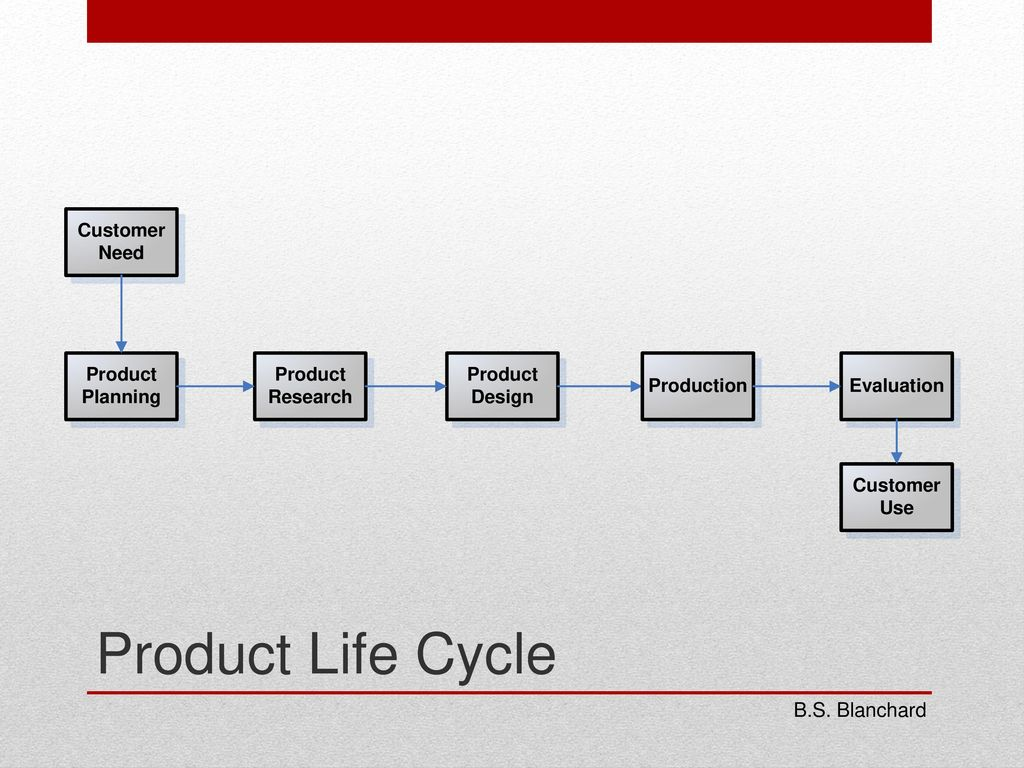 Customer
Need
Product
Planning
Product
Research
Product
Design
Production
Evaluation
Customer
Use
Product Life Cycle
B.S. Blanchard